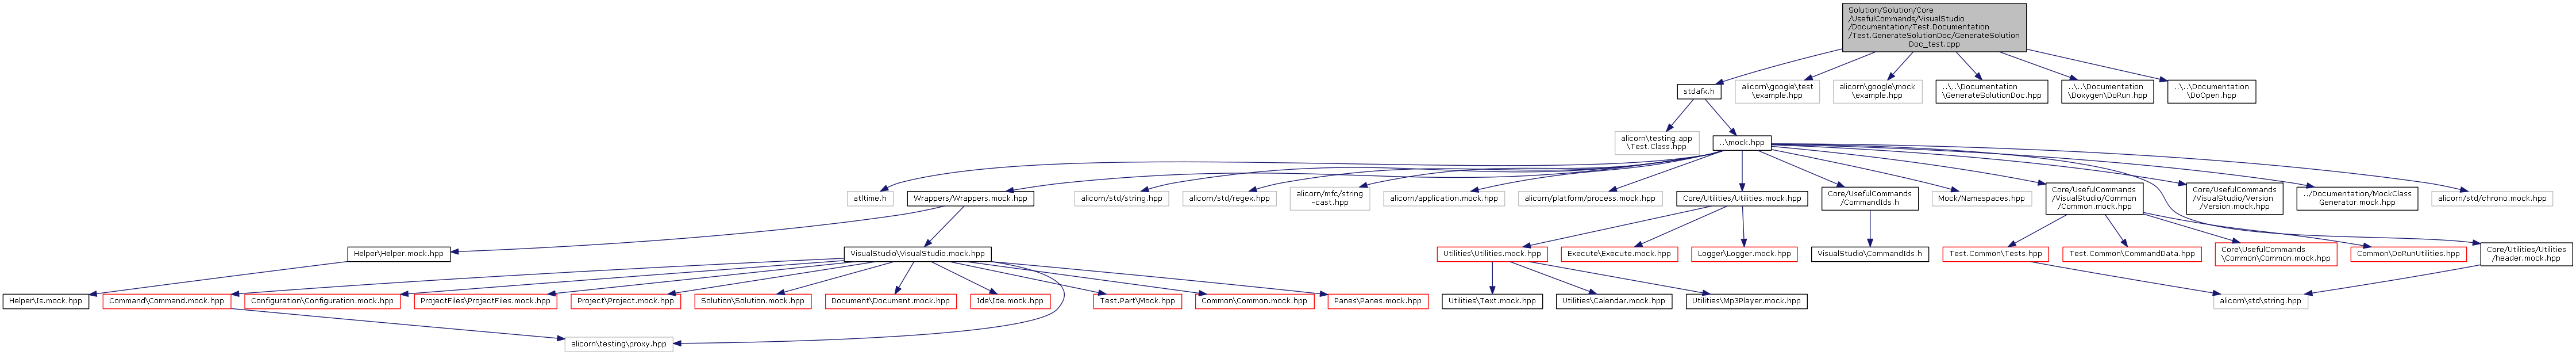 Solution/Solution/Core
/UsefulCommands/VisualStudio
/Documentation/Test.Documentation
/Test.GenerateSolutionDoc/GenerateSolution
Doc_test.cpp
stdafx.h
alicorn\google\test
\example.hpp
alicorn\google\mock
\example.hpp
..\..\Documentation
\GenerateSolutionDoc.hpp
..\..\Documentation
\Doxygen\DoRun.hpp
..\..\Documentation
\DoOpen.hpp
alicorn\testing.app
\Test.Class.hpp
..\mock.hpp
atltime.h
Wrappers/Wrappers.mock.hpp
alicorn/std/string.hpp
alicorn/std/regex.hpp
alicorn/mfc/string
-cast.hpp
alicorn/application.mock.hpp
alicorn/platform/process.mock.hpp
Core/Utilities/Utilities.mock.hpp
Core/UsefulCommands
/CommandIds.h
Mock/Namespaces.hpp
Core/UsefulCommands
/VisualStudio/Common
/Common.mock.hpp
Core/UsefulCommands
/VisualStudio/Version
/Version.mock.hpp
../Documentation/MockClass
Generator.mock.hpp
alicorn/std/chrono.mock.hpp
Helper\Helper.mock.hpp
VisualStudio\VisualStudio.mock.hpp
Utilities\Utilities.mock.hpp
Execute\Execute.mock.hpp
Logger\Logger.mock.hpp
VisualStudio\CommandIds.h
Test.Common\Tests.hpp
Test.Common\CommandData.hpp
Core\UsefulCommands
\Common\Common.mock.hpp
Common\DoRunUtilities.hpp
Core/Utilities/Utilities
/header.mock.hpp
Helper\Is.mock.hpp
Command\Command.mock.hpp
Configuration\Configuration.mock.hpp
ProjectFiles\ProjectFiles.mock.hpp
Project\Project.mock.hpp
Solution\Solution.mock.hpp
Document\Document.mock.hpp
Ide\Ide.mock.hpp
Test.Part\Mock.hpp
Common\Common.mock.hpp
Panes\Panes.mock.hpp
Utilities\Text.mock.hpp
Utilities\Calendar.mock.hpp
Utilities\Mp3Player.mock.hpp
alicorn\std\string.hpp
alicorn\testing\proxy.hpp